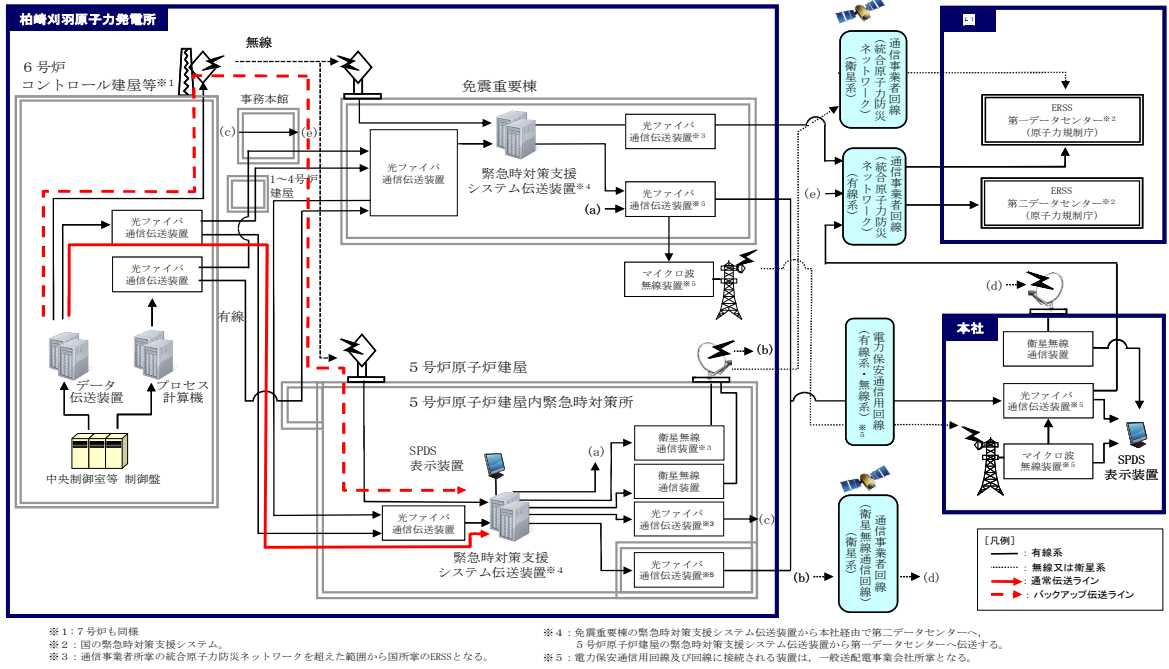 柏崎刈羽原子力発電所
6号炉
コントロール建屋等※1
無線
事務本館
(c)
(e)
1～4号炉
建屋
光ファイバ
通信伝送装置
光ファイバ
通信伝送装置
有線
データ
伝送装置
プロセス
計算機
中央制御室等 制御盤
免震重要棟
光ファイバ
通信伝送装置
緊急時対策支援
システム伝送装置※4
光ファイバ
通信伝送装置※3
光ファイバ
通信伝送装置※5
(a)
マイクロ波
無線装置※5
5号炉原子炉建屋
5号炉原子炉建屋内緊急時対策所
(b)
SPDS
表示装置
(a)
衛星無線
通信装置※3
衛星無線
通信装置
光ファイバ
通信伝送装置
光ファイバ
通信伝送装置※3
(c)
緊急時対策支援
システム伝送装置※4
光ファイバ
通信伝送装置※5
通信事業者回線
(統合原子力防災
ネットワーク)
(衛星系)
(e)
通信事業者回線
(統合原子力防災
ネットワーク)
(有線系)
電力保安通信用回線
(有線系・無線系)※5
(b)
通信事業者回線
(衛星無線通信回線)
(衛星系)
(d)
国
ERSS
第一データセンター※2
(原子力規制庁)
ERSS
第二データセンター※2
(原子力規制庁)
(d)
本社
衛星無線
通信装置
光ファイバ
通信伝送装置※5
マイクロ波
無線装置※5
SPDS
表示装置
[凡例]
：有線系
：無線又は衛星系
：通常伝送ライン
：バックアップ伝送ライン
※1：7号炉も同様
※2：国の緊急時対策支援システム。
※3：通信事業者所掌の統合原子力防災ネットワークを超えた範囲から国所掌のERSSとなる。
※4：免震重要棟の緊急時対策支援システム伝送装置から本社経由で第二データセンターへ,
5号炉原子炉建屋の緊急時対策支援システム伝送装置から第一データセンターへ伝送する。
※5：電力保安通信用回線及び回線に接続される装置は，一般送配電事業会社所掌となる。